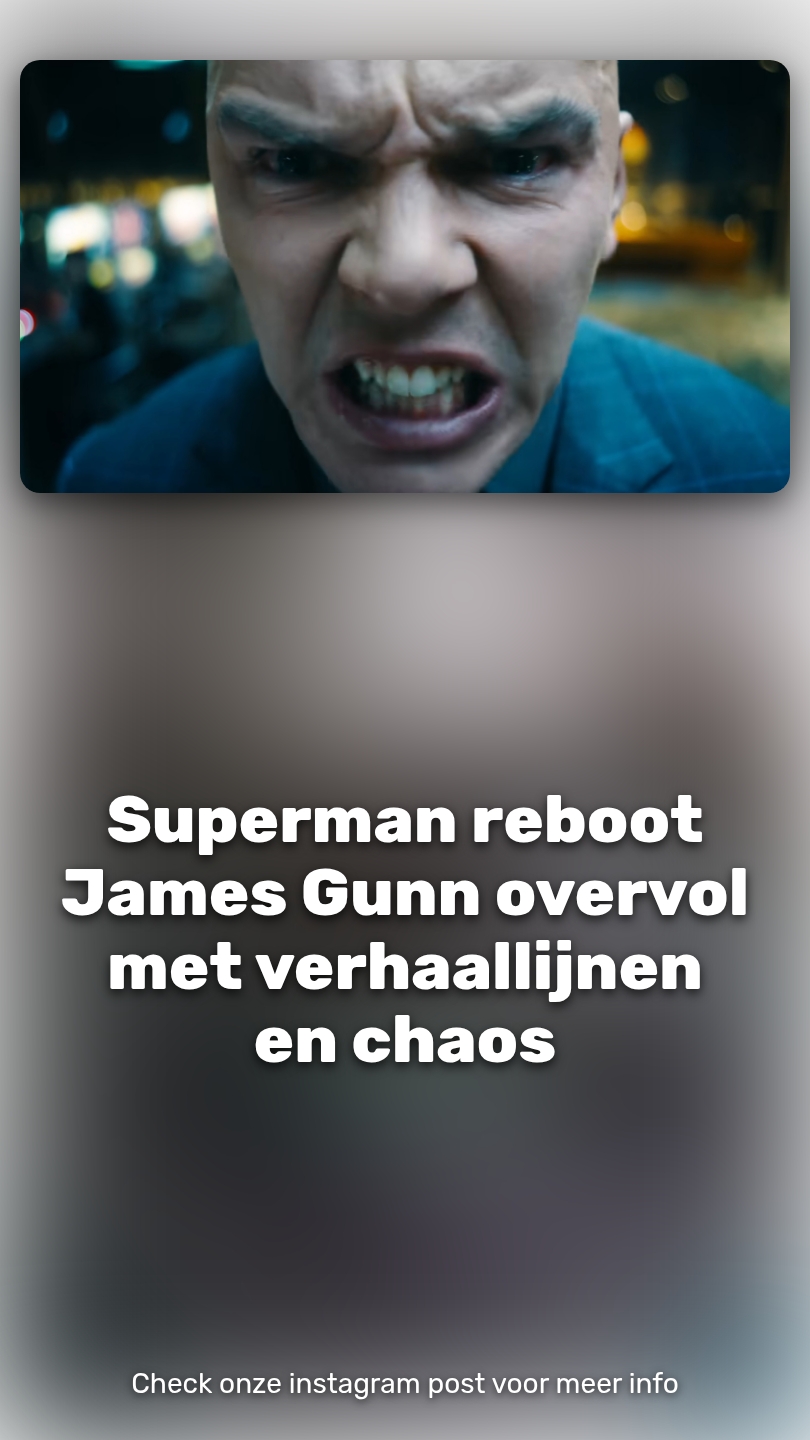 Superman reboot
James Gunn overvol
met verhaallijnen
en chaos
Check onze instagram post voor meer info